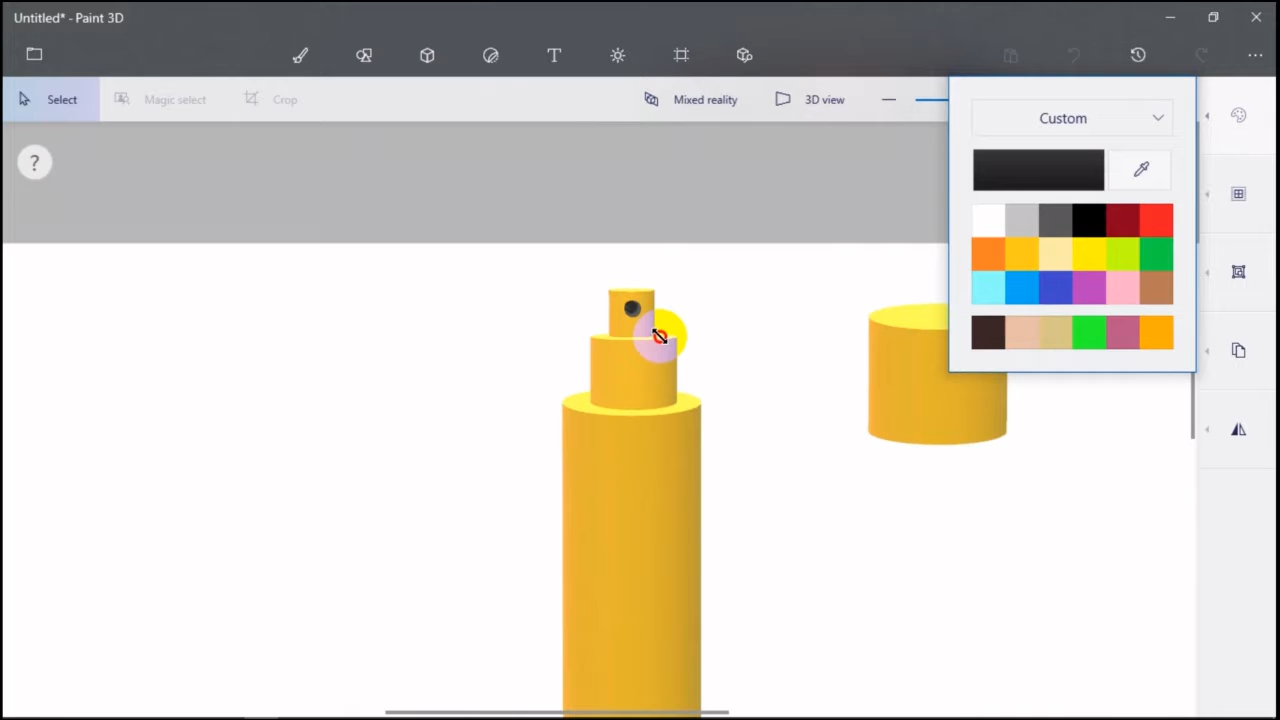 Untitled* - Paint 3D
Select
Magic select
Crop
Mixed reality
3D view
Custom
?